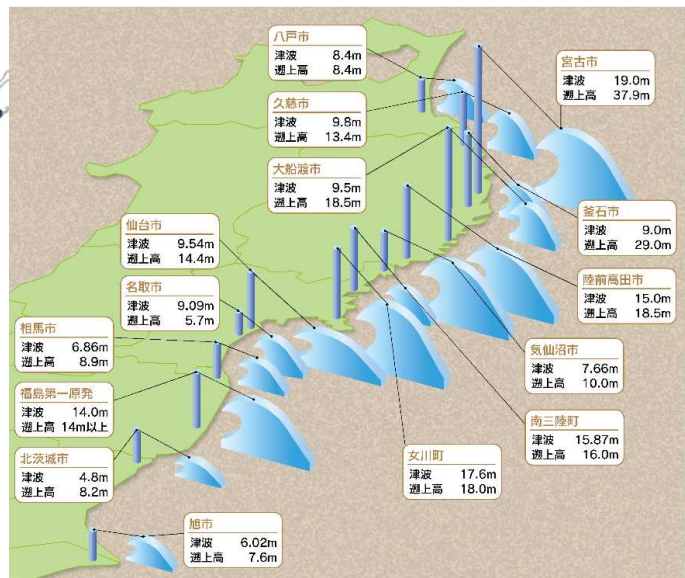 八戸市
津波 8.4m
遡上高 8.4m
宮古市
津波 19.0m
遡上高 37.9m
久慈市
津波 9.8m
遡上高 13.4m
大船渡市
津波 9.5m
遡上高 18.5m
釜石市
津波 9.0m
遡上高 29.0m
仙台市
津波 9.54m
遡上高 14.4m
陸前高田市
津波 15.0m
遡上高 18.5m
名取市
津波 9.09m
遡上高 5.7m
相馬市
津波 6.86m
遡上高 8.9m
気仙沼市
津波 7.66m
遡上高 10.0m
福島第一原発
津波 14.0m
遡上高 14m以上
南三陸町
津波 15.87m
遡上高 16.0m
北茨城市
津波 4.8m
遡上高 8.2m
女川町
津波 17.6m
遡上高 18.0m
旭市
津波 6.02m
遡上高 7.6m